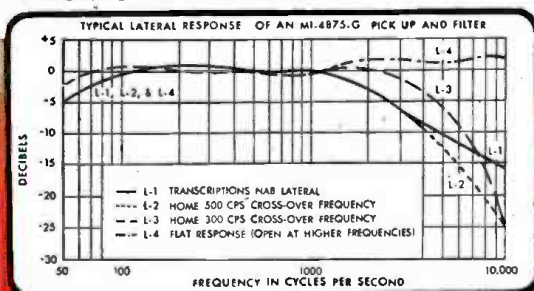 TYPICAL LATERAL RESPONSE OF AN MI-4875-G PICK UP AND FILTER
+5
0
-5
-10
-15
-20
-25
-30
DECIBELS
L-1, L-2, & L-4
L-4
L-3
L-1
L-2
L-1 TRANSCRIPTIONS NAB LATERAL
L-2 HOME 500 CPS CROSS-OVER FREQUENCY
L-3 HOME 300 CPS CROSS-OVER FREQUENCY
L-4 FLAT RESPONSE (OPEN AT HIGHER FREQUENCIES)
50 100 1000 10.000
FREQUENCY IN CYCLES PER SECOND